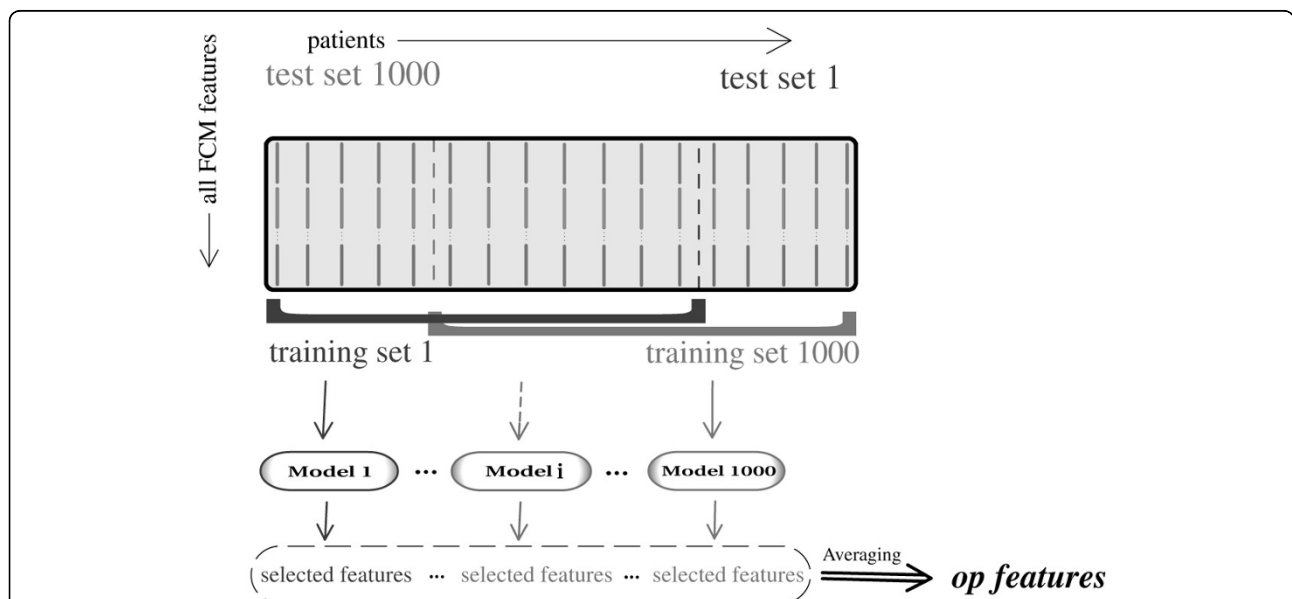 patients
test set 1000 test set 1
all FCM features
training set 1 training set 1000
Model 1 ... Model i ... Model 1000
selected features ... selected features ... selected features
Averaging
op features